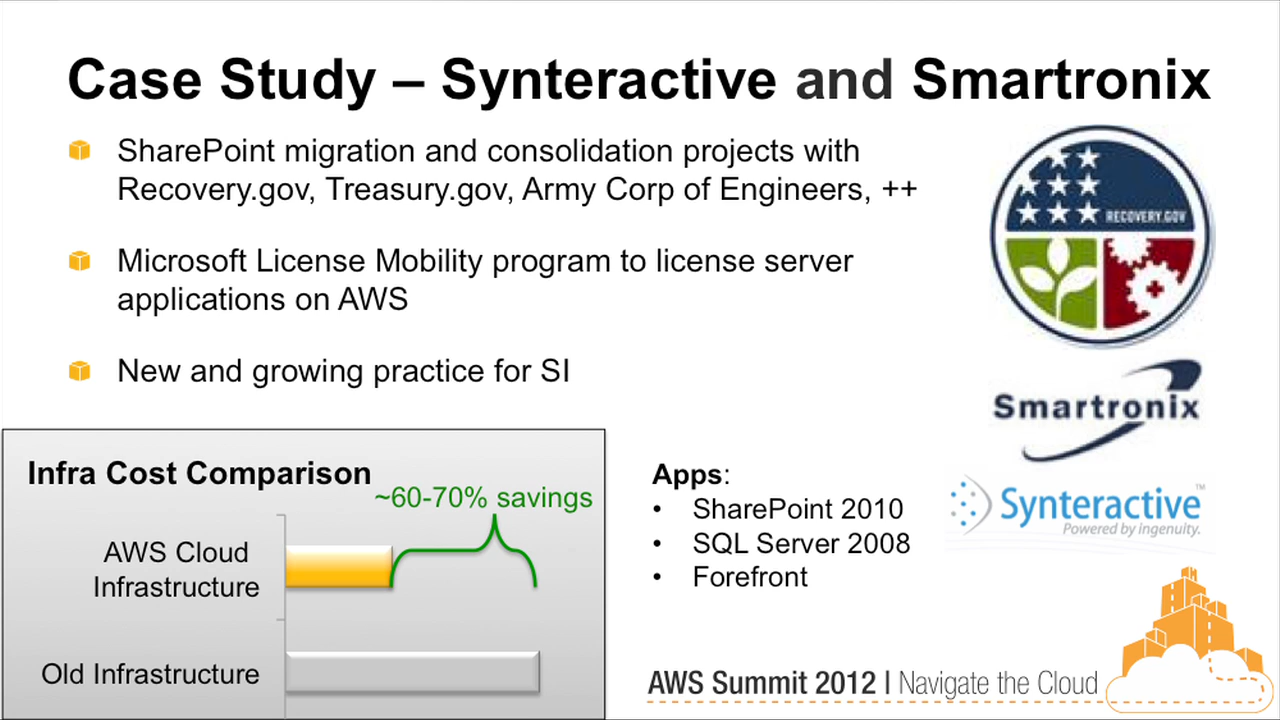 Case Study – Synteractive and Smartronix
SharePoint migration and consolidation projects with
Recovery.gov, Treasury.gov, Army Corp of Engineers, ++
Microsoft License Mobility program to license server
applications on AWS
New and growing practice for SI
RECOVERY.GOV
Smartronix
Synteractive™
Powered by ingenuity.
Infra Cost Comparison
~60-70% savings
AWS Cloud
Infrastructure
Old Infrastructure
Apps:
• SharePoint 2010
• SQL Server 2008
• Forefront
AWS Summit 2012 | Navigate the Cloud